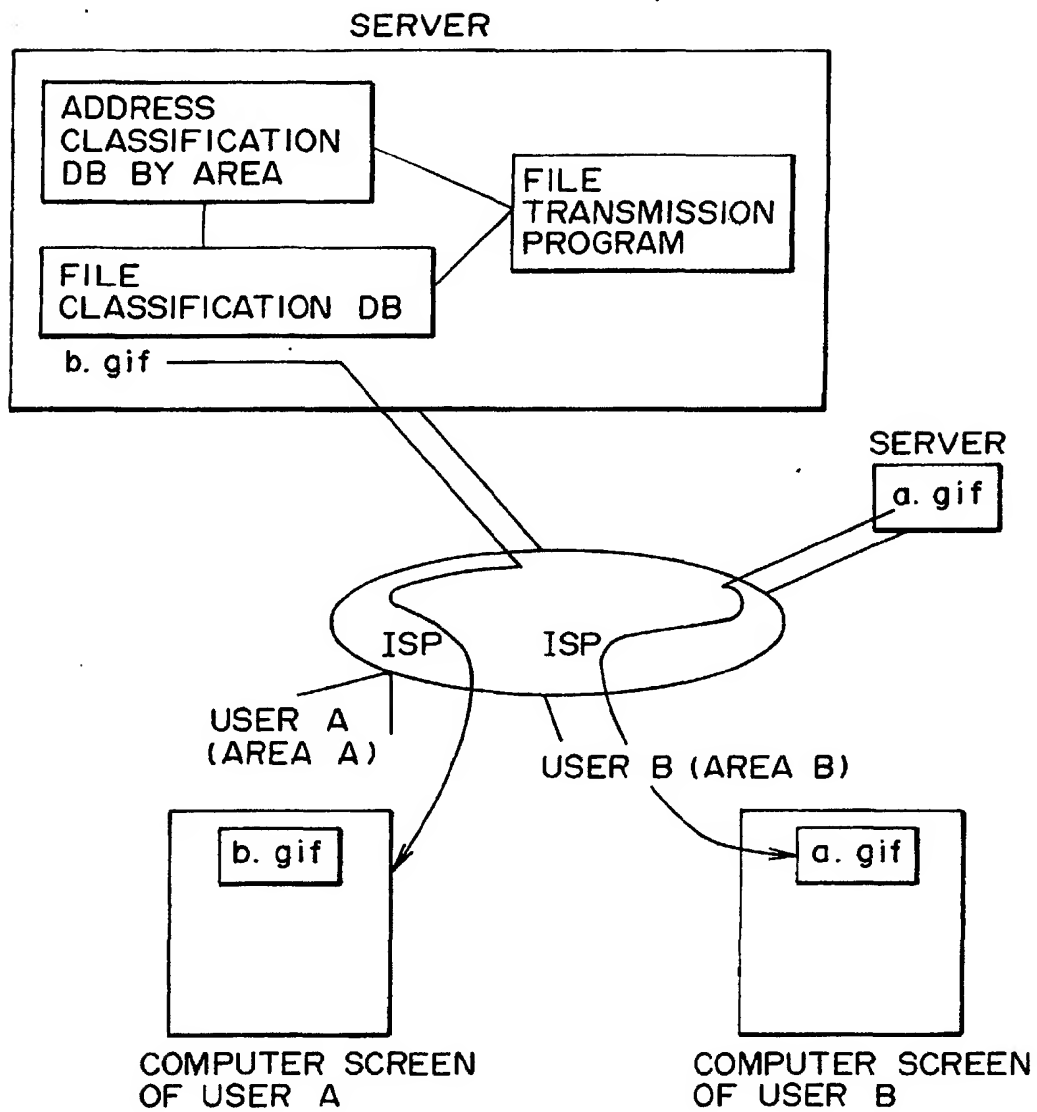 SERVER
ADDRESS
CLASSIFICATION
DB BY AREA
FILE
TRANSMISSION
PROGRAM
FILE
CLASSIFICATION DB
b. gif
SERVER
a. gif
ISP
ISP
USER A
(AREA A)
USER B (AREA B)
b. gif
a. gif
COMPUTER SCREEN
OF USER A
COMPUTER SCREEN
OF USER B